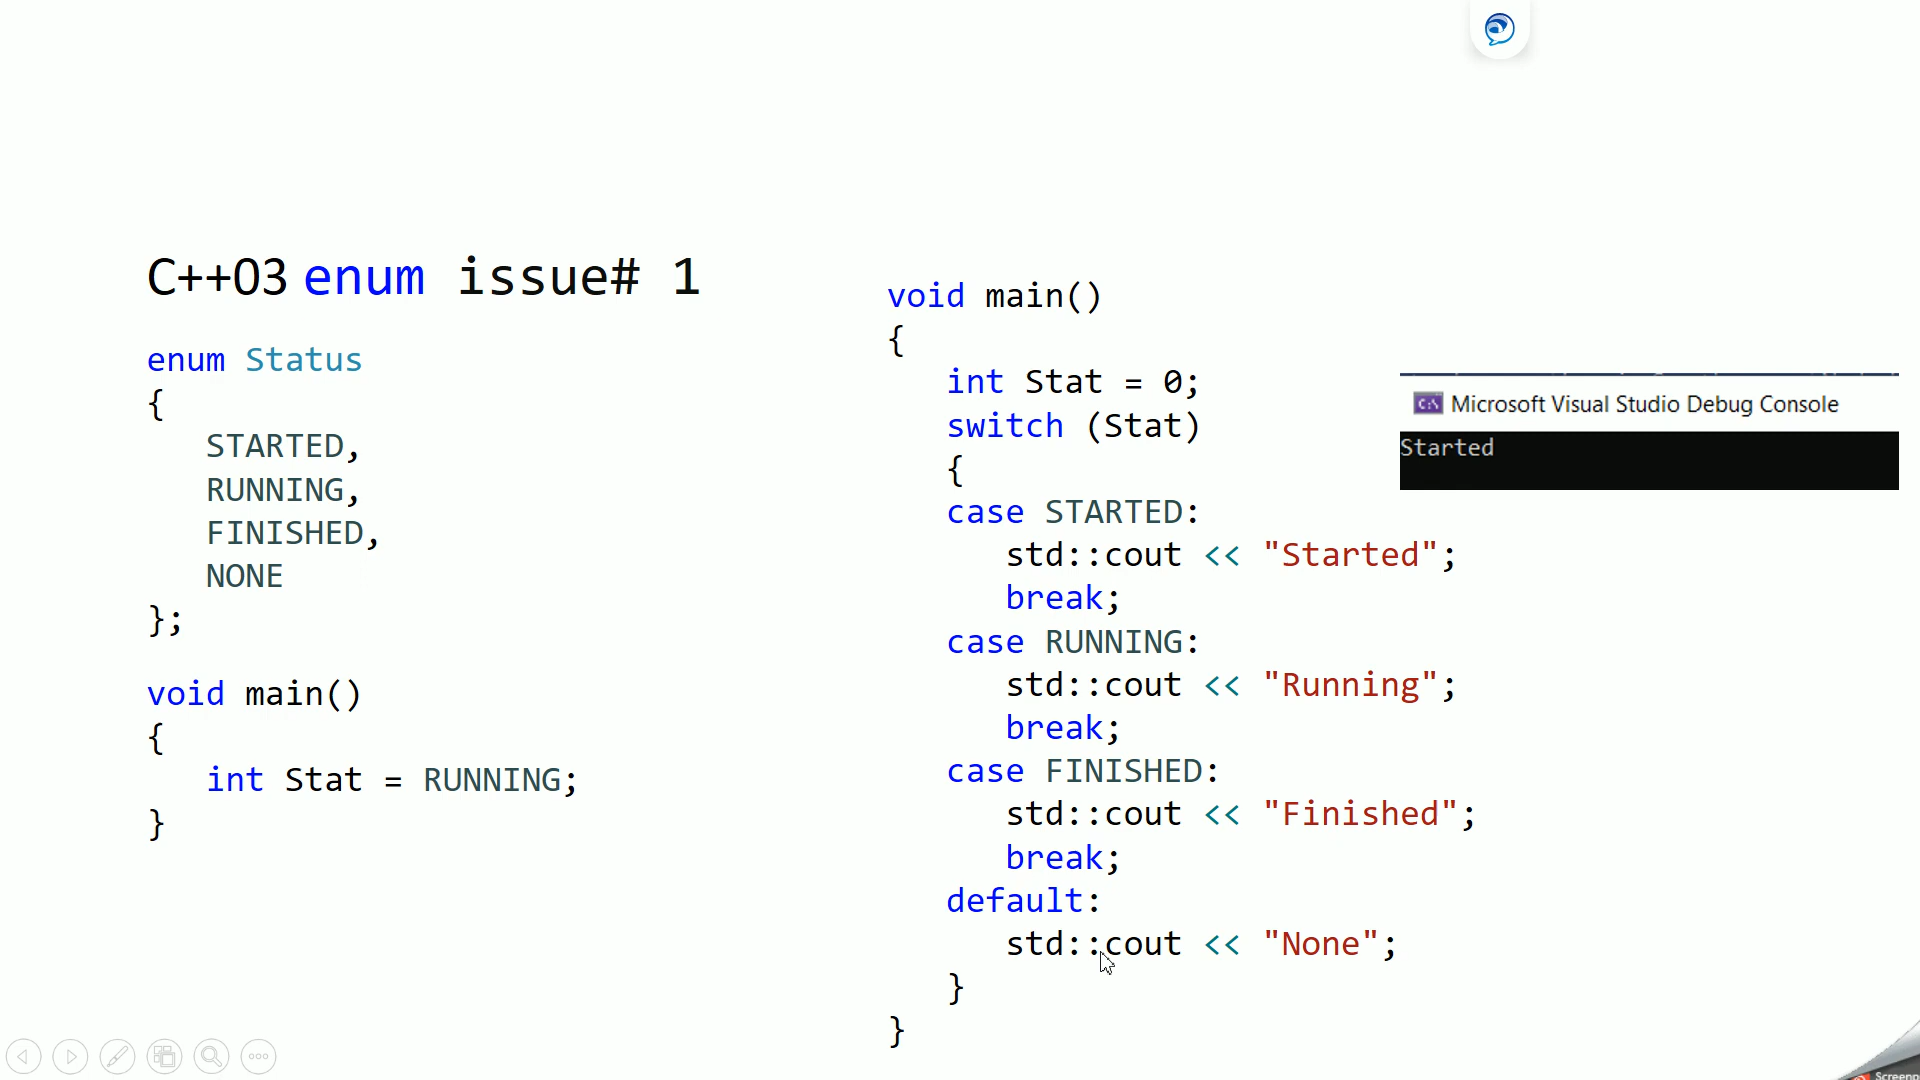 C++03 enum issue# 1
enum Status
{
STARTED,
RUNNING,
FINISHED,
NONE
};
void main()
{
int Stat = RUNNING;
}
void main()
{
int Stat = 0;
switch (Stat)
{
case STARTED:
std::cout << "Started";
break;
case RUNNING:
std::cout << "Running";
break;
case FINISHED:
std::cout << "Finished";
break;
default:
std::cout << "None";
}
}
C:\ Microsoft Visual Studio Debug Console
Started